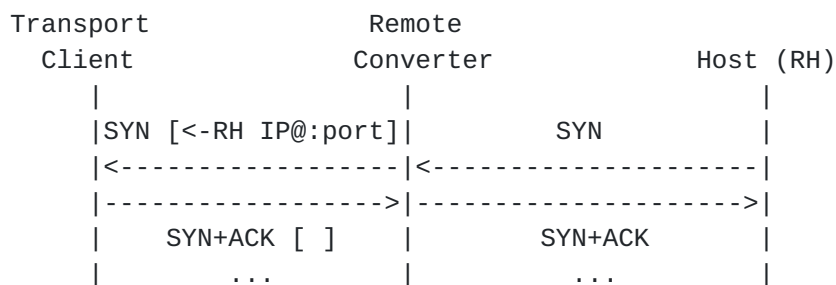 Transport                Remote
  Client              Converter             Host (RH)
     |                    |                       |
     |SYN [<-RH IP@:port]|         SYN           |
     |<-------------------|<----------------------|
     |------------------->|---------------------->|
     |    SYN+ACK [ ]     |        SYN+ACK        |
     |        ...         |          ...          |